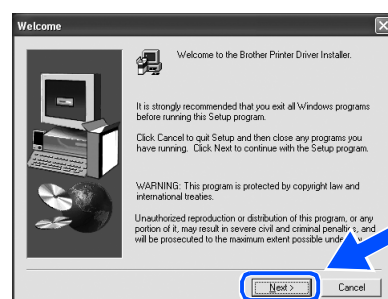 Welcome
Welcome to the Brother Printer Driver Installer.
It is strongly recommended that you exit all Windows programs
before running this Setup program.
Click Cancel to quit Setup and then close any programs you
have running. Click Next to continue with the Setup program.
WARNING: This program is protected by copyright law and
international treaties.
Unauthorized reproduction or distribution of this program, or any
portion of it, may result in severe civil and criminal penalties, and
will be prosecuted to the maximum extent possible
Next >
Cancel